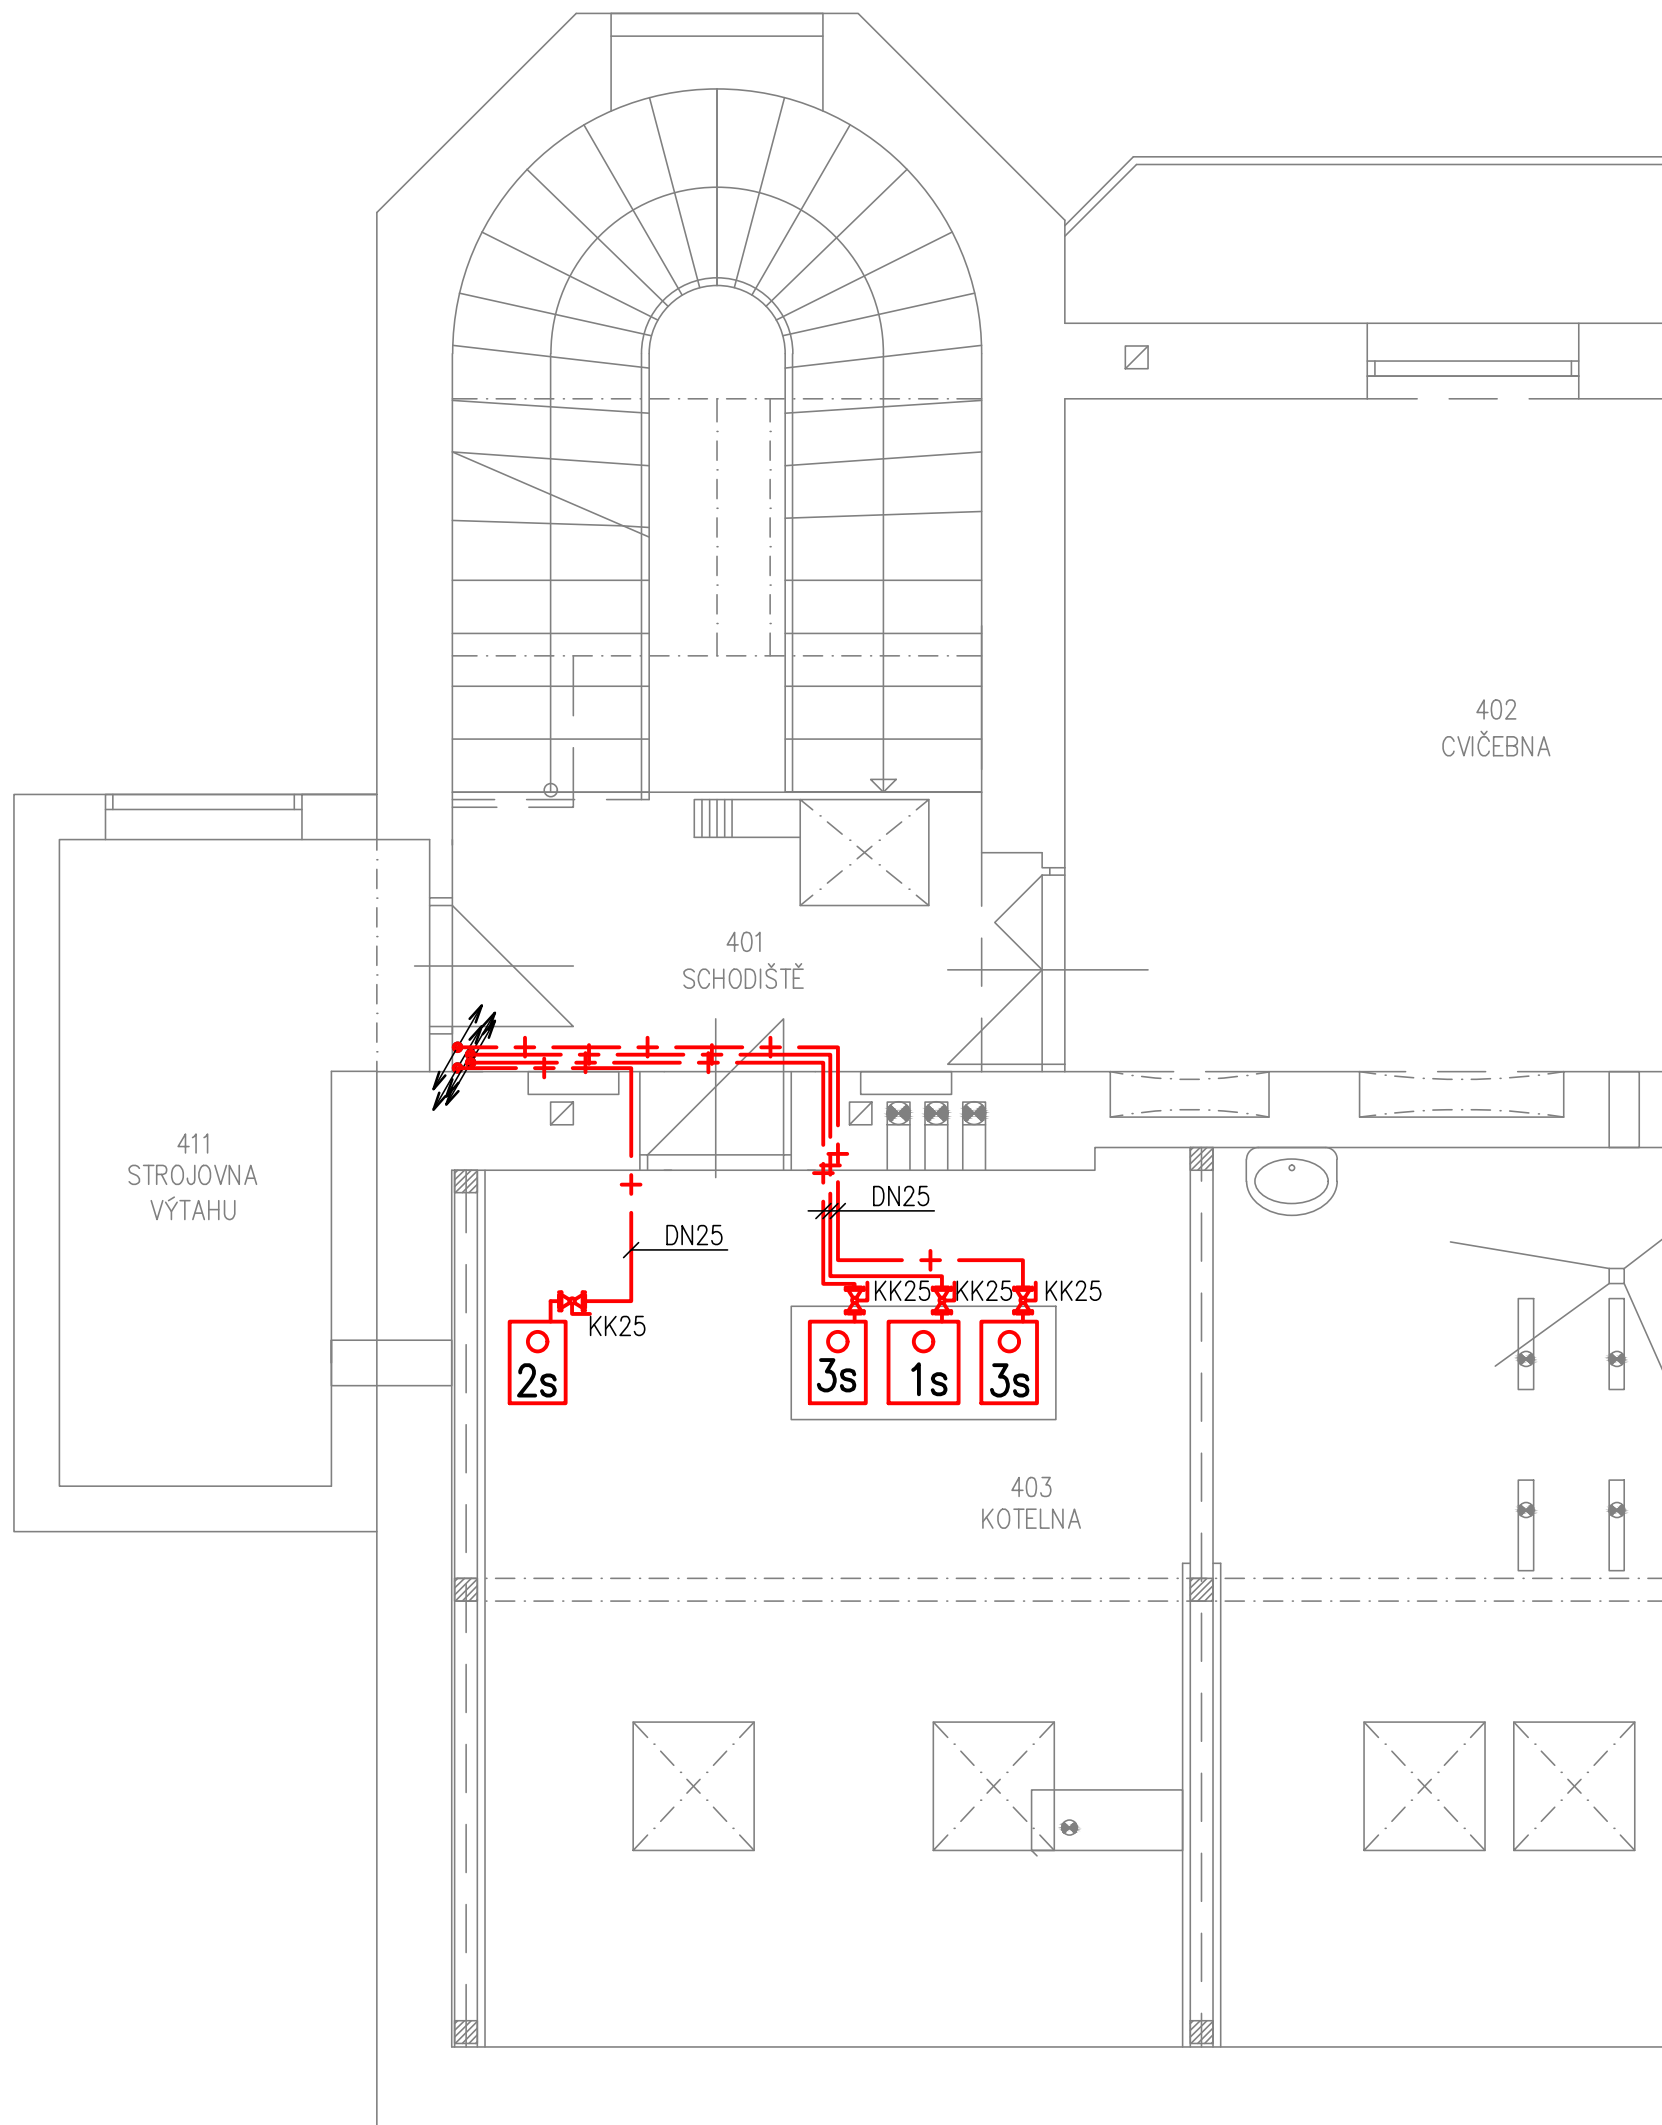 402
CVIČEBNA
401
SCHODIŠTĚ
411
STROJOVNA
VÝTAHU
DN25
DN25
KK25
KK25
KK25
KK25
2s
3s
1s
3s
403
KOTELNA